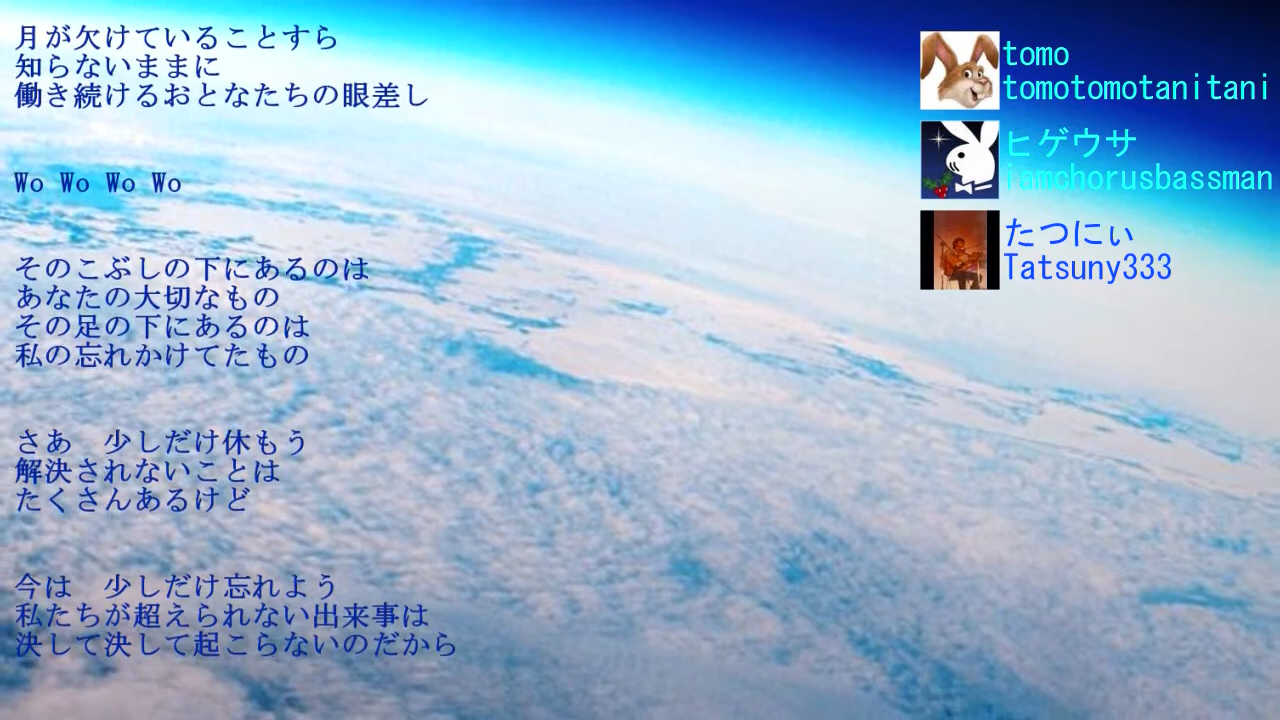 月が欠けていることすら
知らないままに
働き続けるおとなたちの眼差し
Wo Wo Wo Wo
そのこぶしの下にあるのは
あなたの大切なもの
その足の下にあるのは
私の忘れかけてたもの
さあ　少しだけ休もう
解決されないことは
たくさんあるけど
今は　少しだけ忘れよう
私たちが超えられない出来事は
決して決して起こらないのだから
tomo
tomotomotanitani
ヒゲウサ
iamchorusbassman
たつにぃ
Tatsuny333